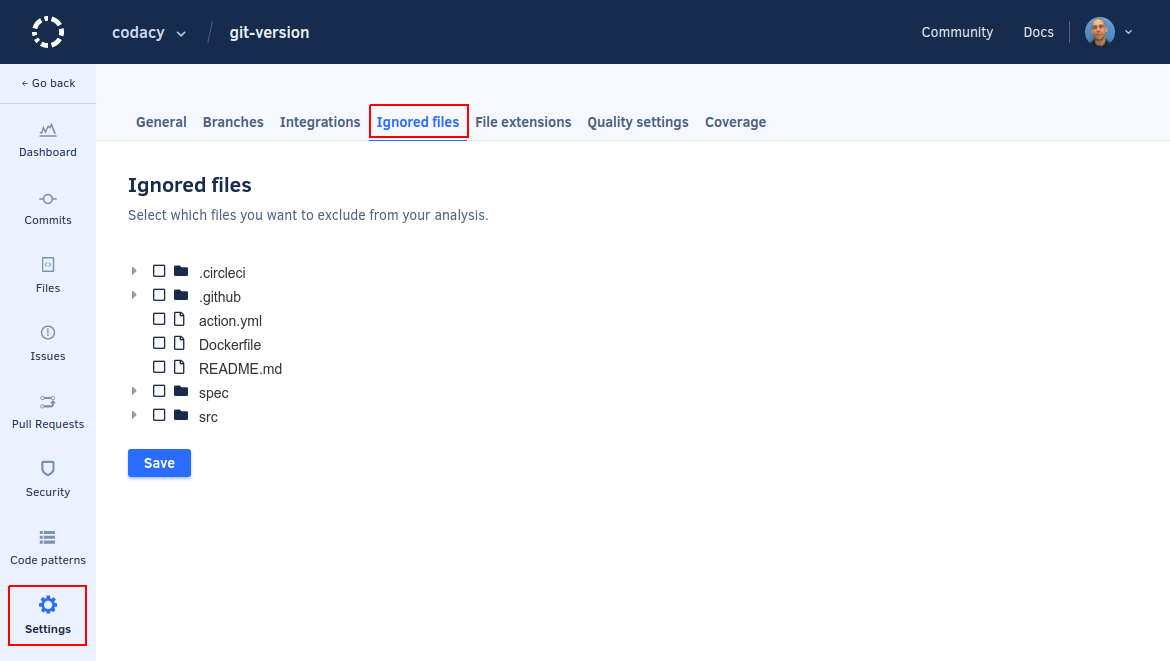 codacy / git-version
Community Docs
← Go back
Dashboard
Commits
Files
Issues
Pull Requests
Security
Code patterns
Settings
General Branches Integrations Ignored files File extensions Quality settings Coverage
Ignored files
Select which files you want to exclude from your analysis.
.circleci
.github
action.yml
Dockerfile
README.md
spec
src
Save